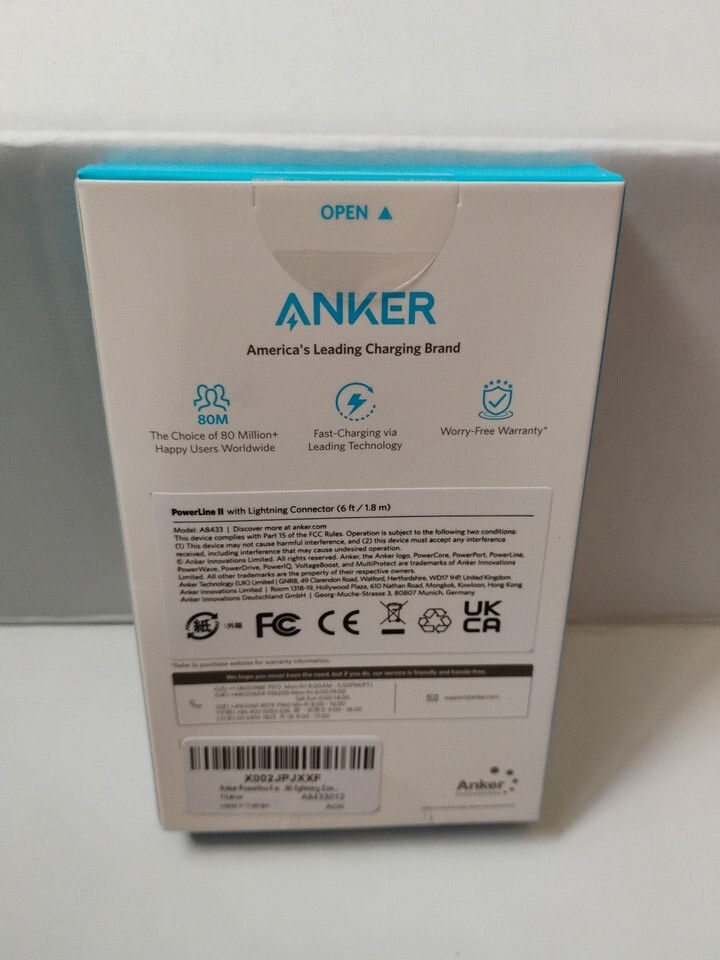 OPEN ▲
ANKER
America's Leading Charging Brand
80M
The Choice of 80 Million+
Happy Users Worldwide
Fast-Charging via
Leading Technology
Worry-Free Warranty*
PowerLine II with Lightning Connector (6 ft / 1.8 m)
Model: A8433 | Discover more at anker.com
This device complies with Part 15 of the FCC Rules. Operation is subject to the following two conditions:
(1) This device may not cause harmful interference, and (2) this device must accept any interference
received, including interference that may cause undesired operation.
© Anker Innovations Limited. All rights reserved. Anker, the Anker logo, PowerCore, PowerPort, PowerLine,
PowerWave, PowerDrive, PowerIQ, VoltageBoost, and MultiProtect are trademarks of Anker Innovations
Limited. All other trademarks are the property of their respective owners.
Anker Technology (UK) Limited | GNR8, 49 Clarendon Road, Watford, Hertfordshire, WD17 1HP, United Kingdom
Anker Innovations Limited | Room 1318-19, Hollywood Plaza, 610 Nathan Road, Mongkok, Kowloon, Hong Kong
Anker Innovations Deutschland GmbH | Georg-Muche-Strasse 3, 80807 Munich, Germany
紙 :外箱 FC CE UK CA
*Refer to purchase website for warranty information.
We hope you never have the need, but if you do, our service is friendly and hassle-free.
support@anker.com
X002JPJXXF
A8433012
Anker
Innovations